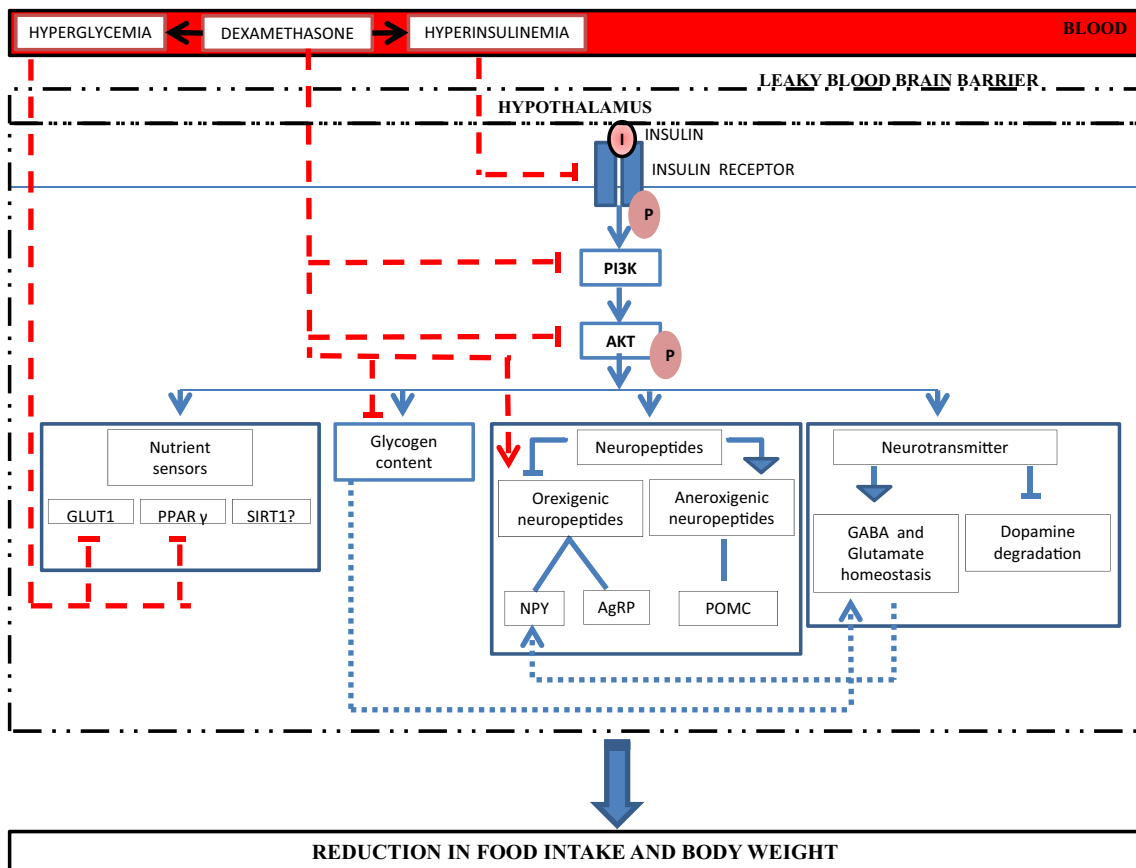 HYPERGLYCEMIA
DEXAMETHASONE
HYPERINSULINEMIA
BLOOD
LEAKY BLOOD BRAIN BARRIER
HYPOTHALAMUS
I
INSULIN
INSULIN RECEPTOR
P
PI3K
AKT
P
Nutrient
sensors
GLUT1
PPAR γ
SIRT1?
Glycogen
content
Neuropeptides
Orexigenic
neuropeptides
Aneroxigenic
neuropeptides
NPY
AgRP
POMC
Neurotransmitter
GABA and
Glutamate
homeostasis
Dopamine
degradation
REDUCTION IN FOOD INTAKE AND BODY WEIGHT